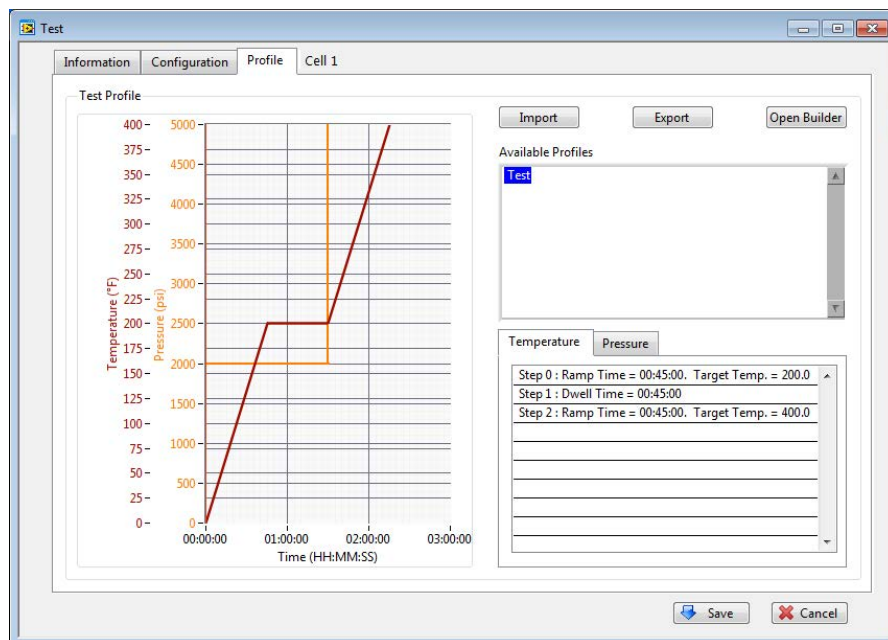 Test
Information Configuration Profile Cell 1
Test Profile
Import Export Open Builder
Available Profiles
Test
Temperature Pressure
Step 0 : Ramp Time = 00:45:00. Target Temp. = 200.0
Step 1 : Dwell Time = 00:45:00
Step 2 : Ramp Time = 00:45:00. Target Temp. = 400.0
Temperature (°F)
400
375
350
325
300
275
250
225
200
175
150
125
100
75
50
25
0
Pressure (psi)
5000
4500
4000
3500
3000
2500
2000
1500
1000
500
0
00:00:00 01:00:00 02:00:00 03:00:00
Time (HH:MM:SS)
Save Cancel